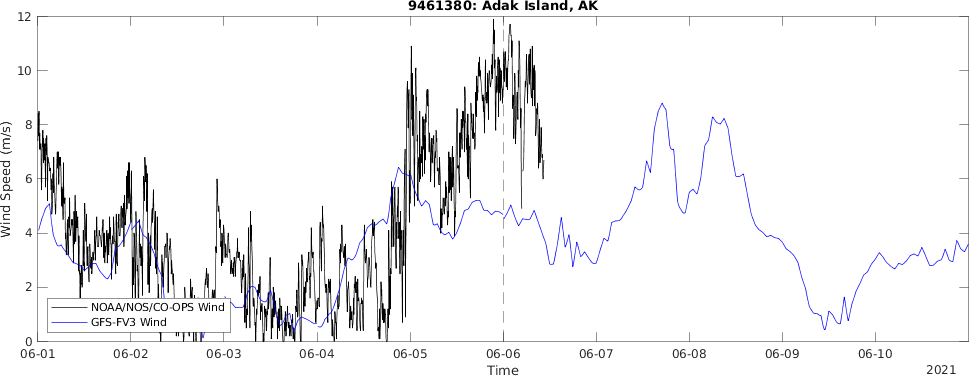 9461380: Adak Island, AK
12
10
8
6
4
2
0
Wind Speed (m/s)
NOAA/NOS/CO-OPS Wind
GFS-FV3 Wind
06-01 06-02 06-03 06-04 06-05 06-06 06-07 06-08 06-09 06-10
Time
2021